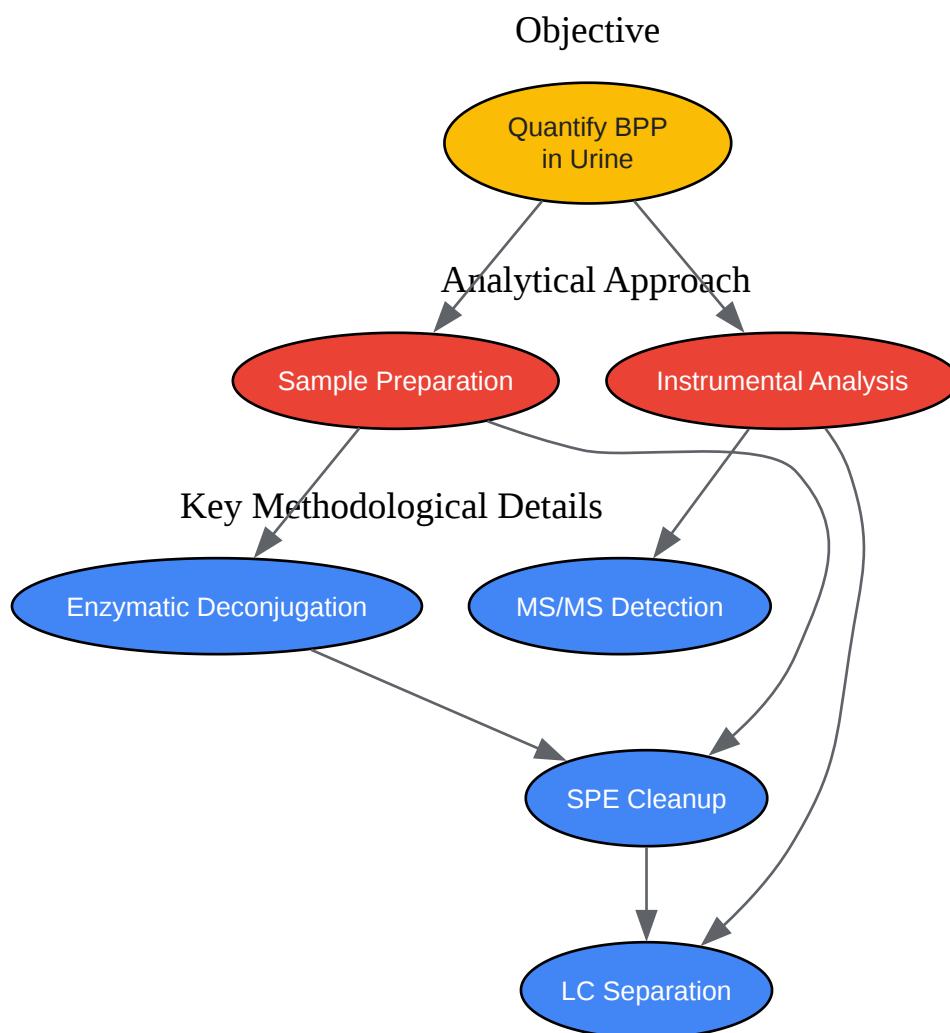 Objective
Quantify BPP
in Urine
Analytical Approach
Sample Preparation
Instrumental Analysis
Key Methodological Details
Enzymatic Deconjugation
MS/MS Detection
SPE Cleanup
LC Separation